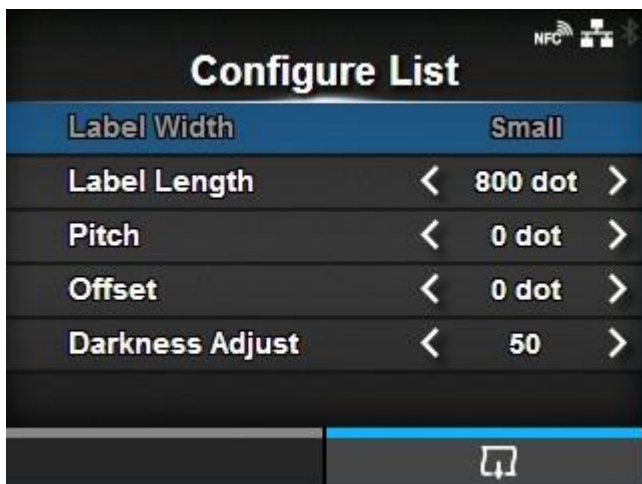 NFC
Configure List
Label Width Small
Label Length 800 dot
Pitch 0 dot
Offset 0 dot
Darkness Adjust 50